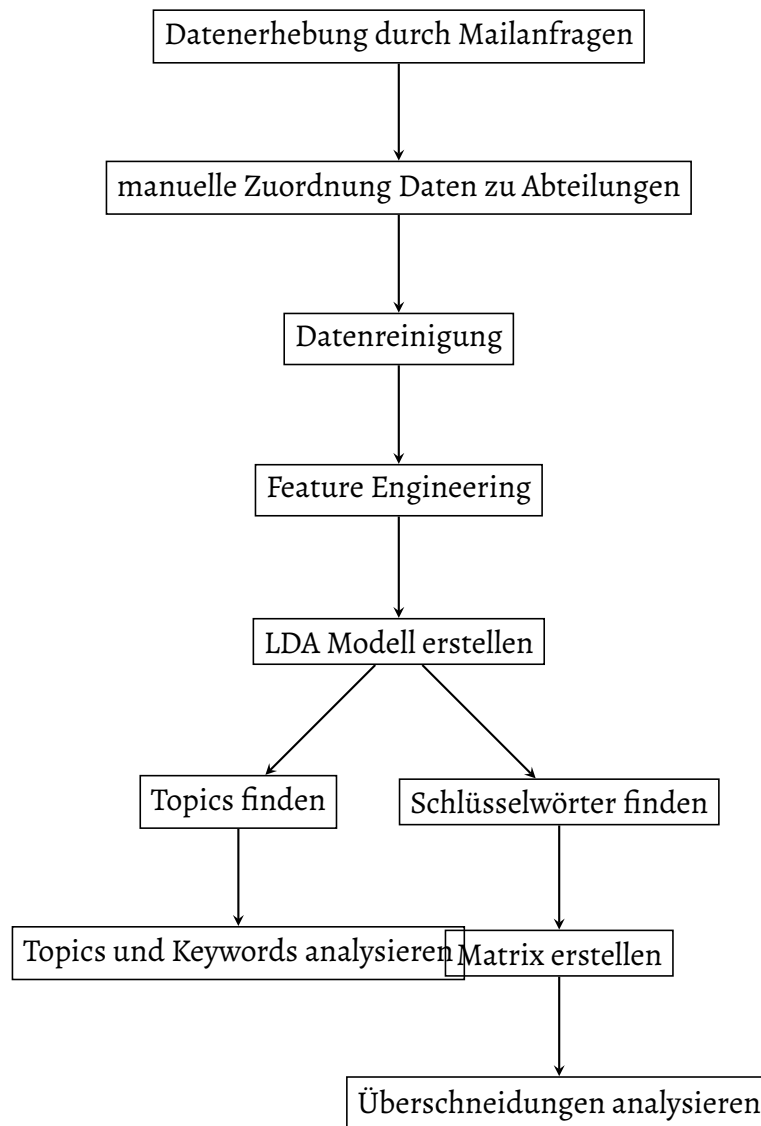 Datenerhebung durch Mailanfragen
manuelle Zuordnung Daten zu Abteilungen
Datenreinigung
Feature Engineering
LDA Modell erstellen
Topics finden
Schlüsselwörter finden
Topics und Keywords analysieren
Matrix erstellen
Überschneidungen analysieren